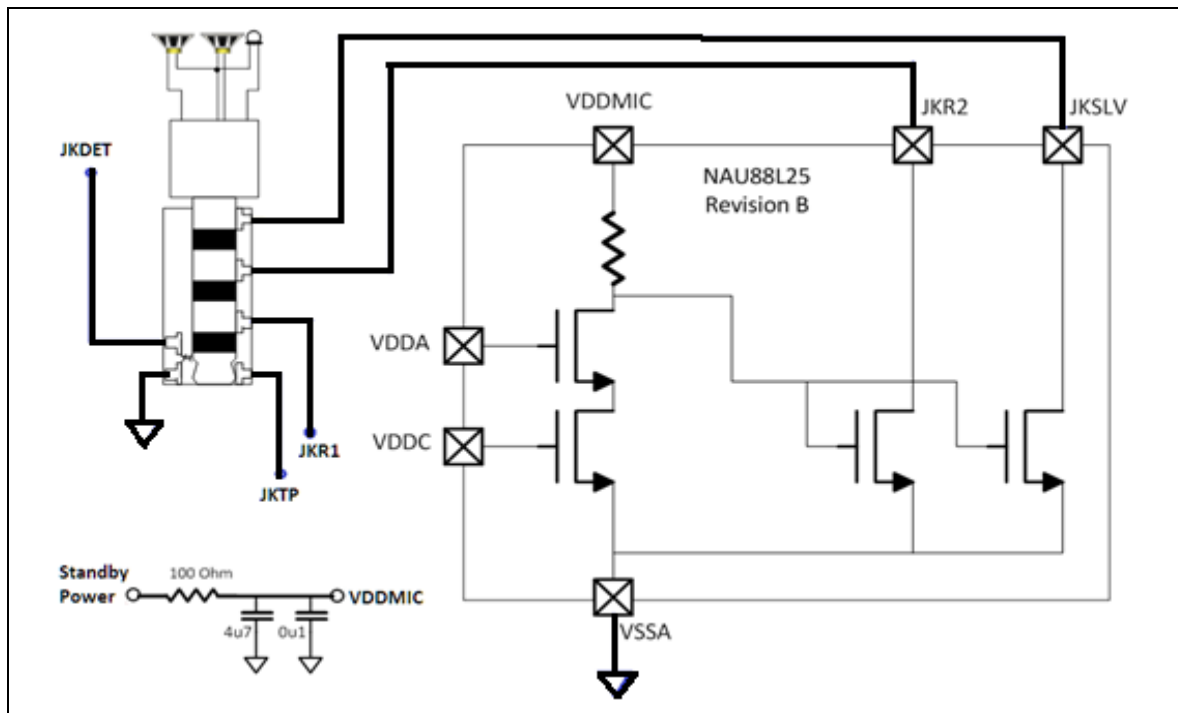 VDDMIC
JKR2
JKSLV
JKDET
NAU88L25
Revision B
VDDA
VDDC
JKR1
JKTP
Standby
Power
100 Ohm
VDDMIC
4u7
0u1
VSSA